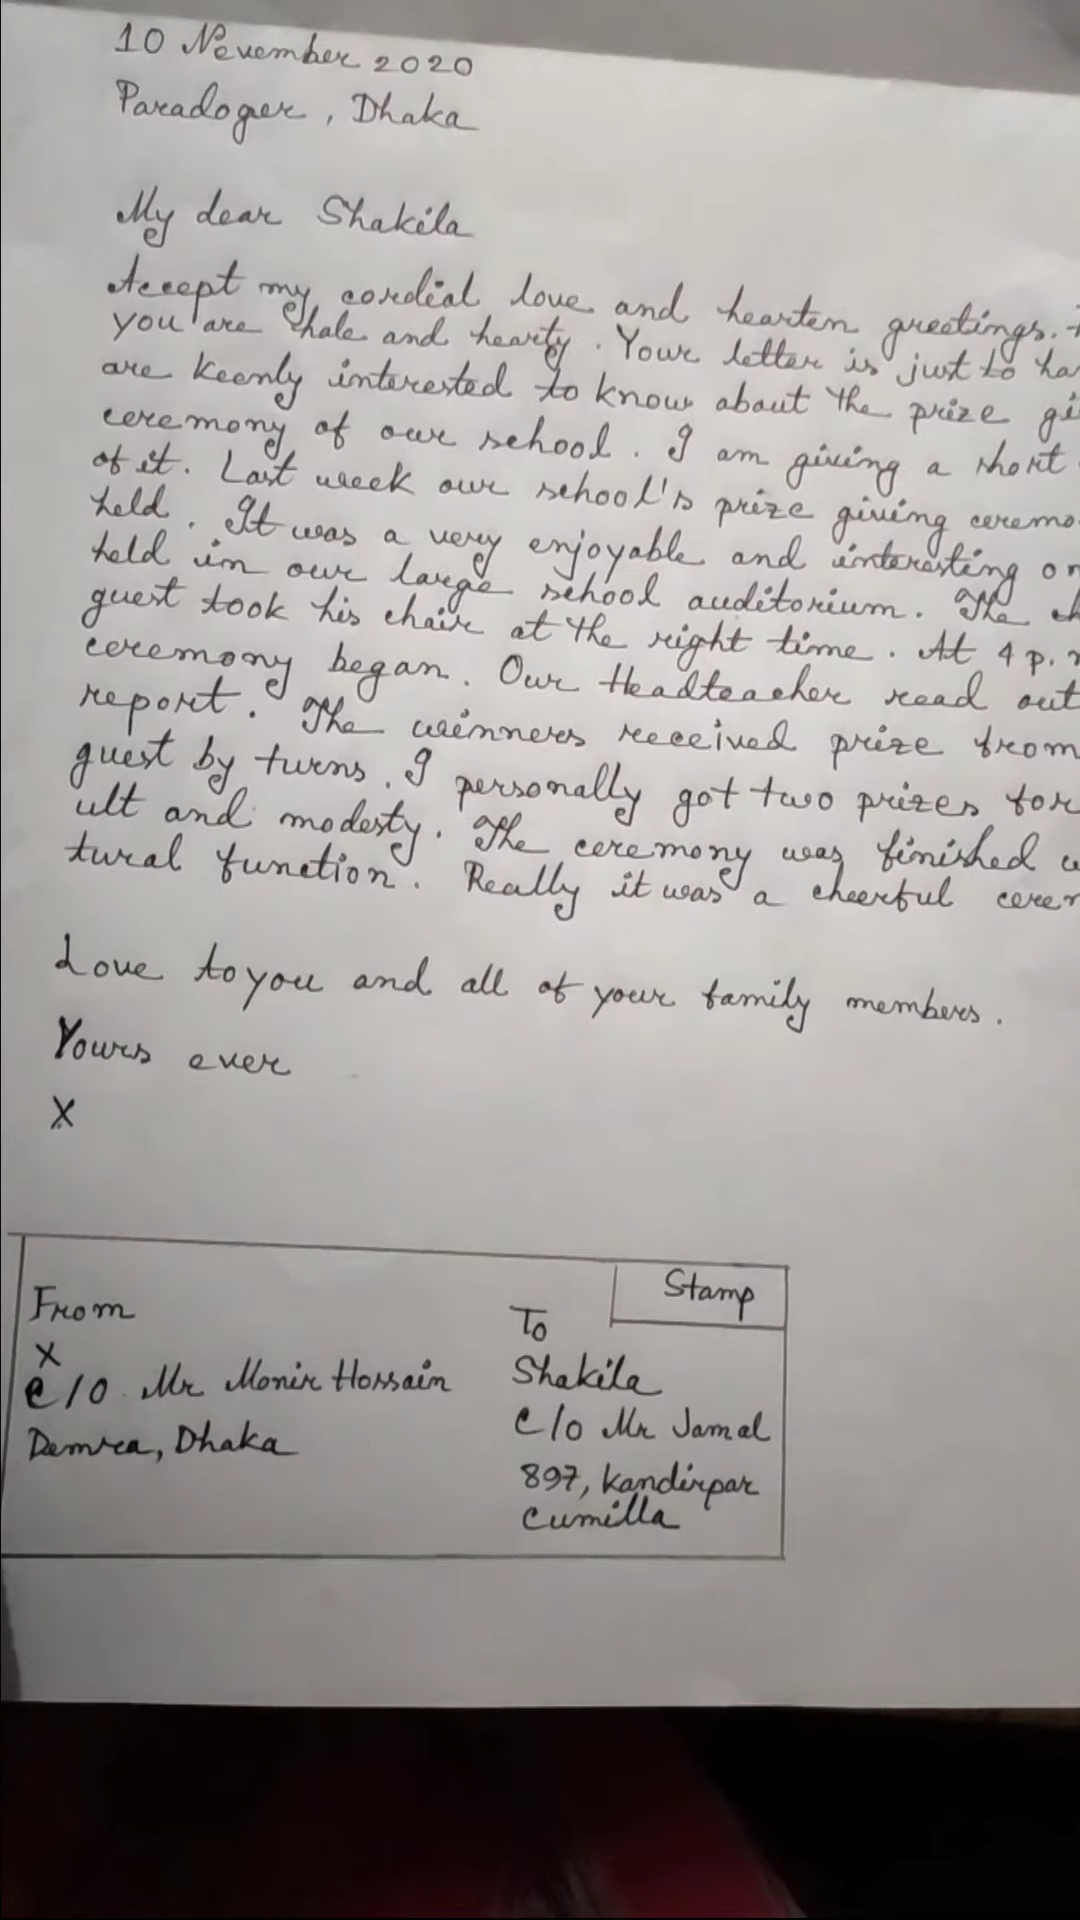 10 November 2020
Paradoger, Dhaka
My dear Shakila
Accept my cordial love and hearten greetings.
you are hale and hearty. Your letter is just to
are keenly interested to know about the prize
ceremony of our school. I am giving a short
of it. Last week our school's prize giving
held. It was a very enjoyable and interesting
held in our large school auditorium. The
guest took his chair at the right time. At 4 p.
ceremony began. Our Headteacher read out
report. The winners received prize from
guest by turns. I personally got two prizes for
ult and modesty. The ceremony was finished
tural function. Really it was a cheerful
Love to you and all of your family members.
Yours ever
X
Stamp
From
X
C/O Mr Monir Hossain
Demra, Dhaka
To
Shakila
C/o Mr Jamal
897, Kandirpar
Cumilla